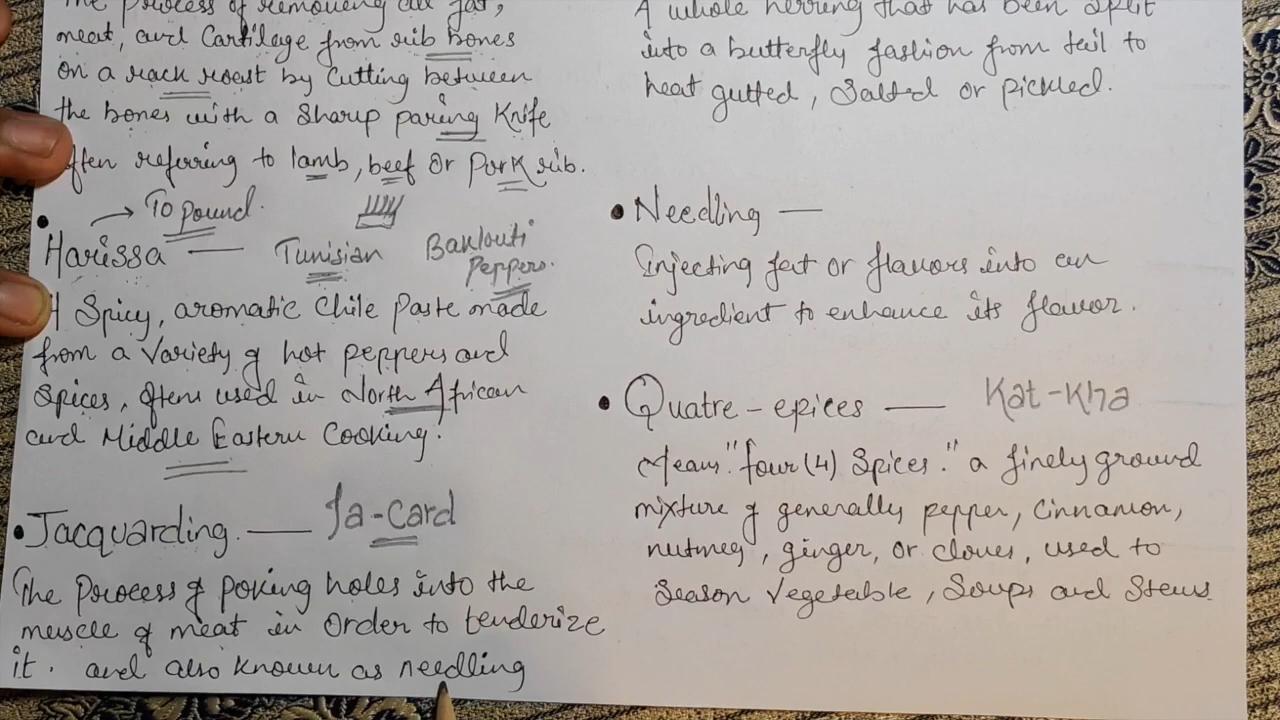 The process of removeing all fat,
meat, and Cartilage from rib bones
on a rack roast by Cutting between
the bones with a Sharp paring Knife
often referring to lamb, beef or Pork rib.
To pound.
Harissa — Tunisian Baklouti
Peppers.
A Spicy, aromatic Chile Paste made
from a Variety of hot peppers and
Spices, Oftens used in North African
and Middle Eastern Cooking.
• Jacquarding — Ja-Card
The Process of poking holes into the
muscle of meat in Order to tenderize
it. and also known as needling
A whole herring that has been Split
into a butterfly fashion from tail to
heat gutted, Salted or pickled.
• Needling —
Injecting fat or flavors into an
ingredient to enhance its flavor.
• Quatre-epices — Kat-Kha
Means "four (4) Spices." a finely ground
mixture of generally pepper, Cinnamon,
nutmeg, ginger, or cloves, used to
Season Vegetable, Soups and Stews